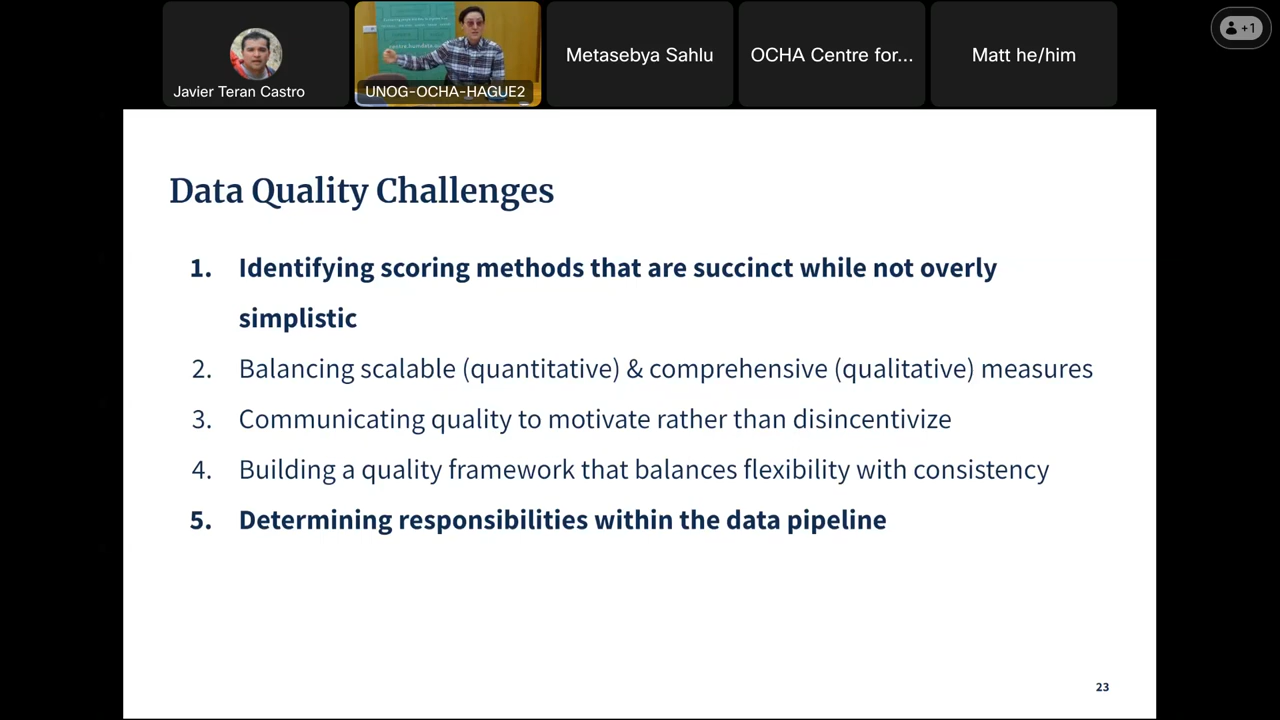 Javier Teran Castro
UNOG-OCHA-HAGUE2
Metasebya Sahlu
OCHA Centre for...
Matt he/him
+1
Data Quality Challenges
1. Identifying scoring methods that are succinct while not overly
simplistic
2. Balancing scalable (quantitative) & comprehensive (qualitative) measures
3. Communicating quality to motivate rather than disincentivize
4. Building a quality framework that balances flexibility with consistency
5. Determining responsibilities within the data pipeline
23